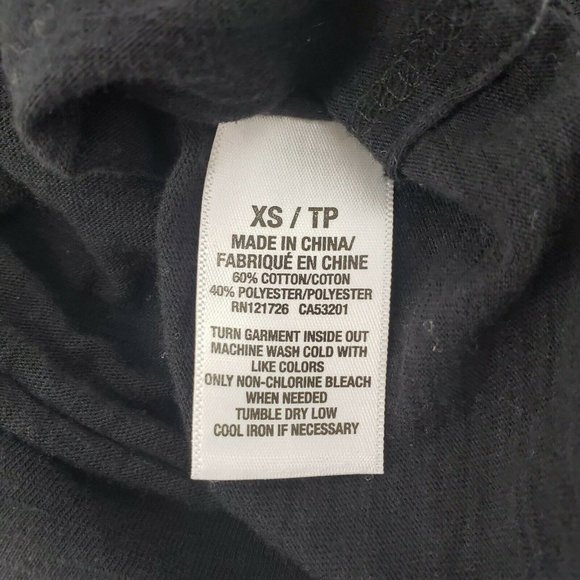 XS / TP
MADE IN CHINA/
FABRIQUÉ EN CHINE
60% COTTON/COTON
40% POLYESTER/POLYESTER
RN121726 CA53201
TURN GARMENT INSIDE OUT
MACHINE WASH COLD WITH
LIKE COLORS
ONLY NON-CHLORINE BLEACH
WHEN NEEDED
TUMBLE DRY LOW
COOL IRON IF NECESSARY